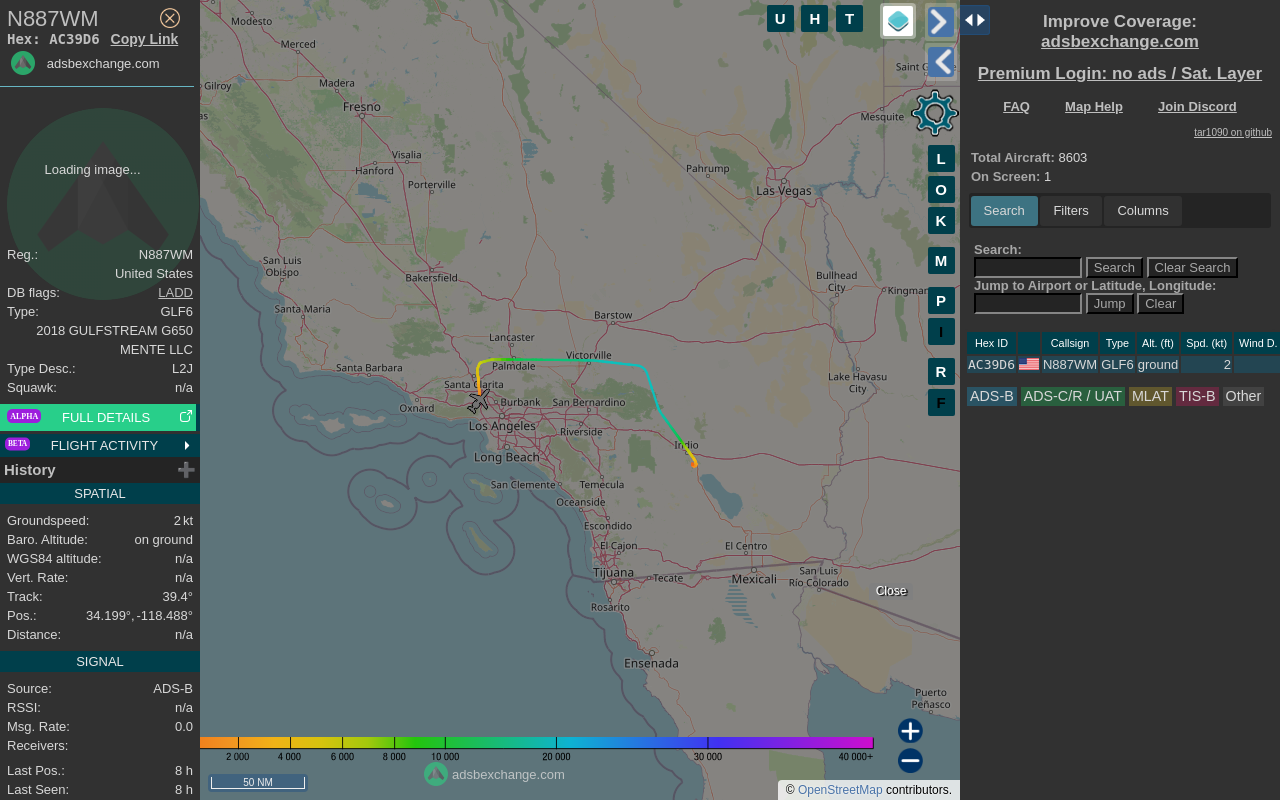 N887WM
Hex: AC39D6 Copy Link
adsbexchange.com
Loading image...
Reg.: N887WM
United States
DB flags: LADD
Type: GLF6
2018 GULFSTREAM G650
MENTE LLC
Type Desc.: L2J
Squawk: n/a
ALPHA FULL DETAILS
BETA FLIGHT ACTIVITY
History
SPATIAL
Groundspeed: 2 kt
Baro. Altitude: on ground
WGS84 altitude: n/a
Vert. Rate: n/a
Track: 39.4°
Pos.: 34.199°, -118.488°
Distance: n/a
SIGNAL
Source: ADS-B
RSSI: n/a
Msg. Rate: 0.0
Receivers:
Last Pos.: 8 h
Last Seen: 8 h
Modesto
Merced
Gilroy
Madera
Fresno
Visalia
Hanford
Porterville
San Luis
Obispo
Bakersfield
Santa Maria
Lancaster
Palmdale
Barstow
Victorville
Santa Barbara
Santa Clarita
Oxnard
Burbank
San Bernardino
Los Angeles
Riverside
Indio
Long Beach
San Clemente
Temecula
Oceanside
Escondido
El Cajon
El Centro
Tijuana
Tecate
Mexicali
San Luis
Río Colorado
Rosarito
Ensenada
Puerto
Peñasco
Pahrump
Las Vegas
Mesquite
Bullhead
City
Lake Havasu
City
U H T
L
O
K
M
P
I
R
F
Close
2 000 4 000 6 000 8 000 10 000 20 000 30 000 40 000+
50 NM
adsbexchange.com
© OpenStreetMap contributors.
Improve Coverage:
adsbexchange.com
Premium Login: no ads / Sat. Layer
FAQ Map Help Join Discord
tar1090 on github
Total Aircraft: 8603
On Screen: 1
Search Filters Columns
Search:
Search Clear Search
Jump to Airport or Latitude, Longitude:
Jump Clear
Hex ID Callsign Type Alt. (ft) Spd. (kt) Wind D.
AC39D6 N887WM GLF6 ground 2
ADS-B ADS-C/R / UAT MLAT TIS-B Other